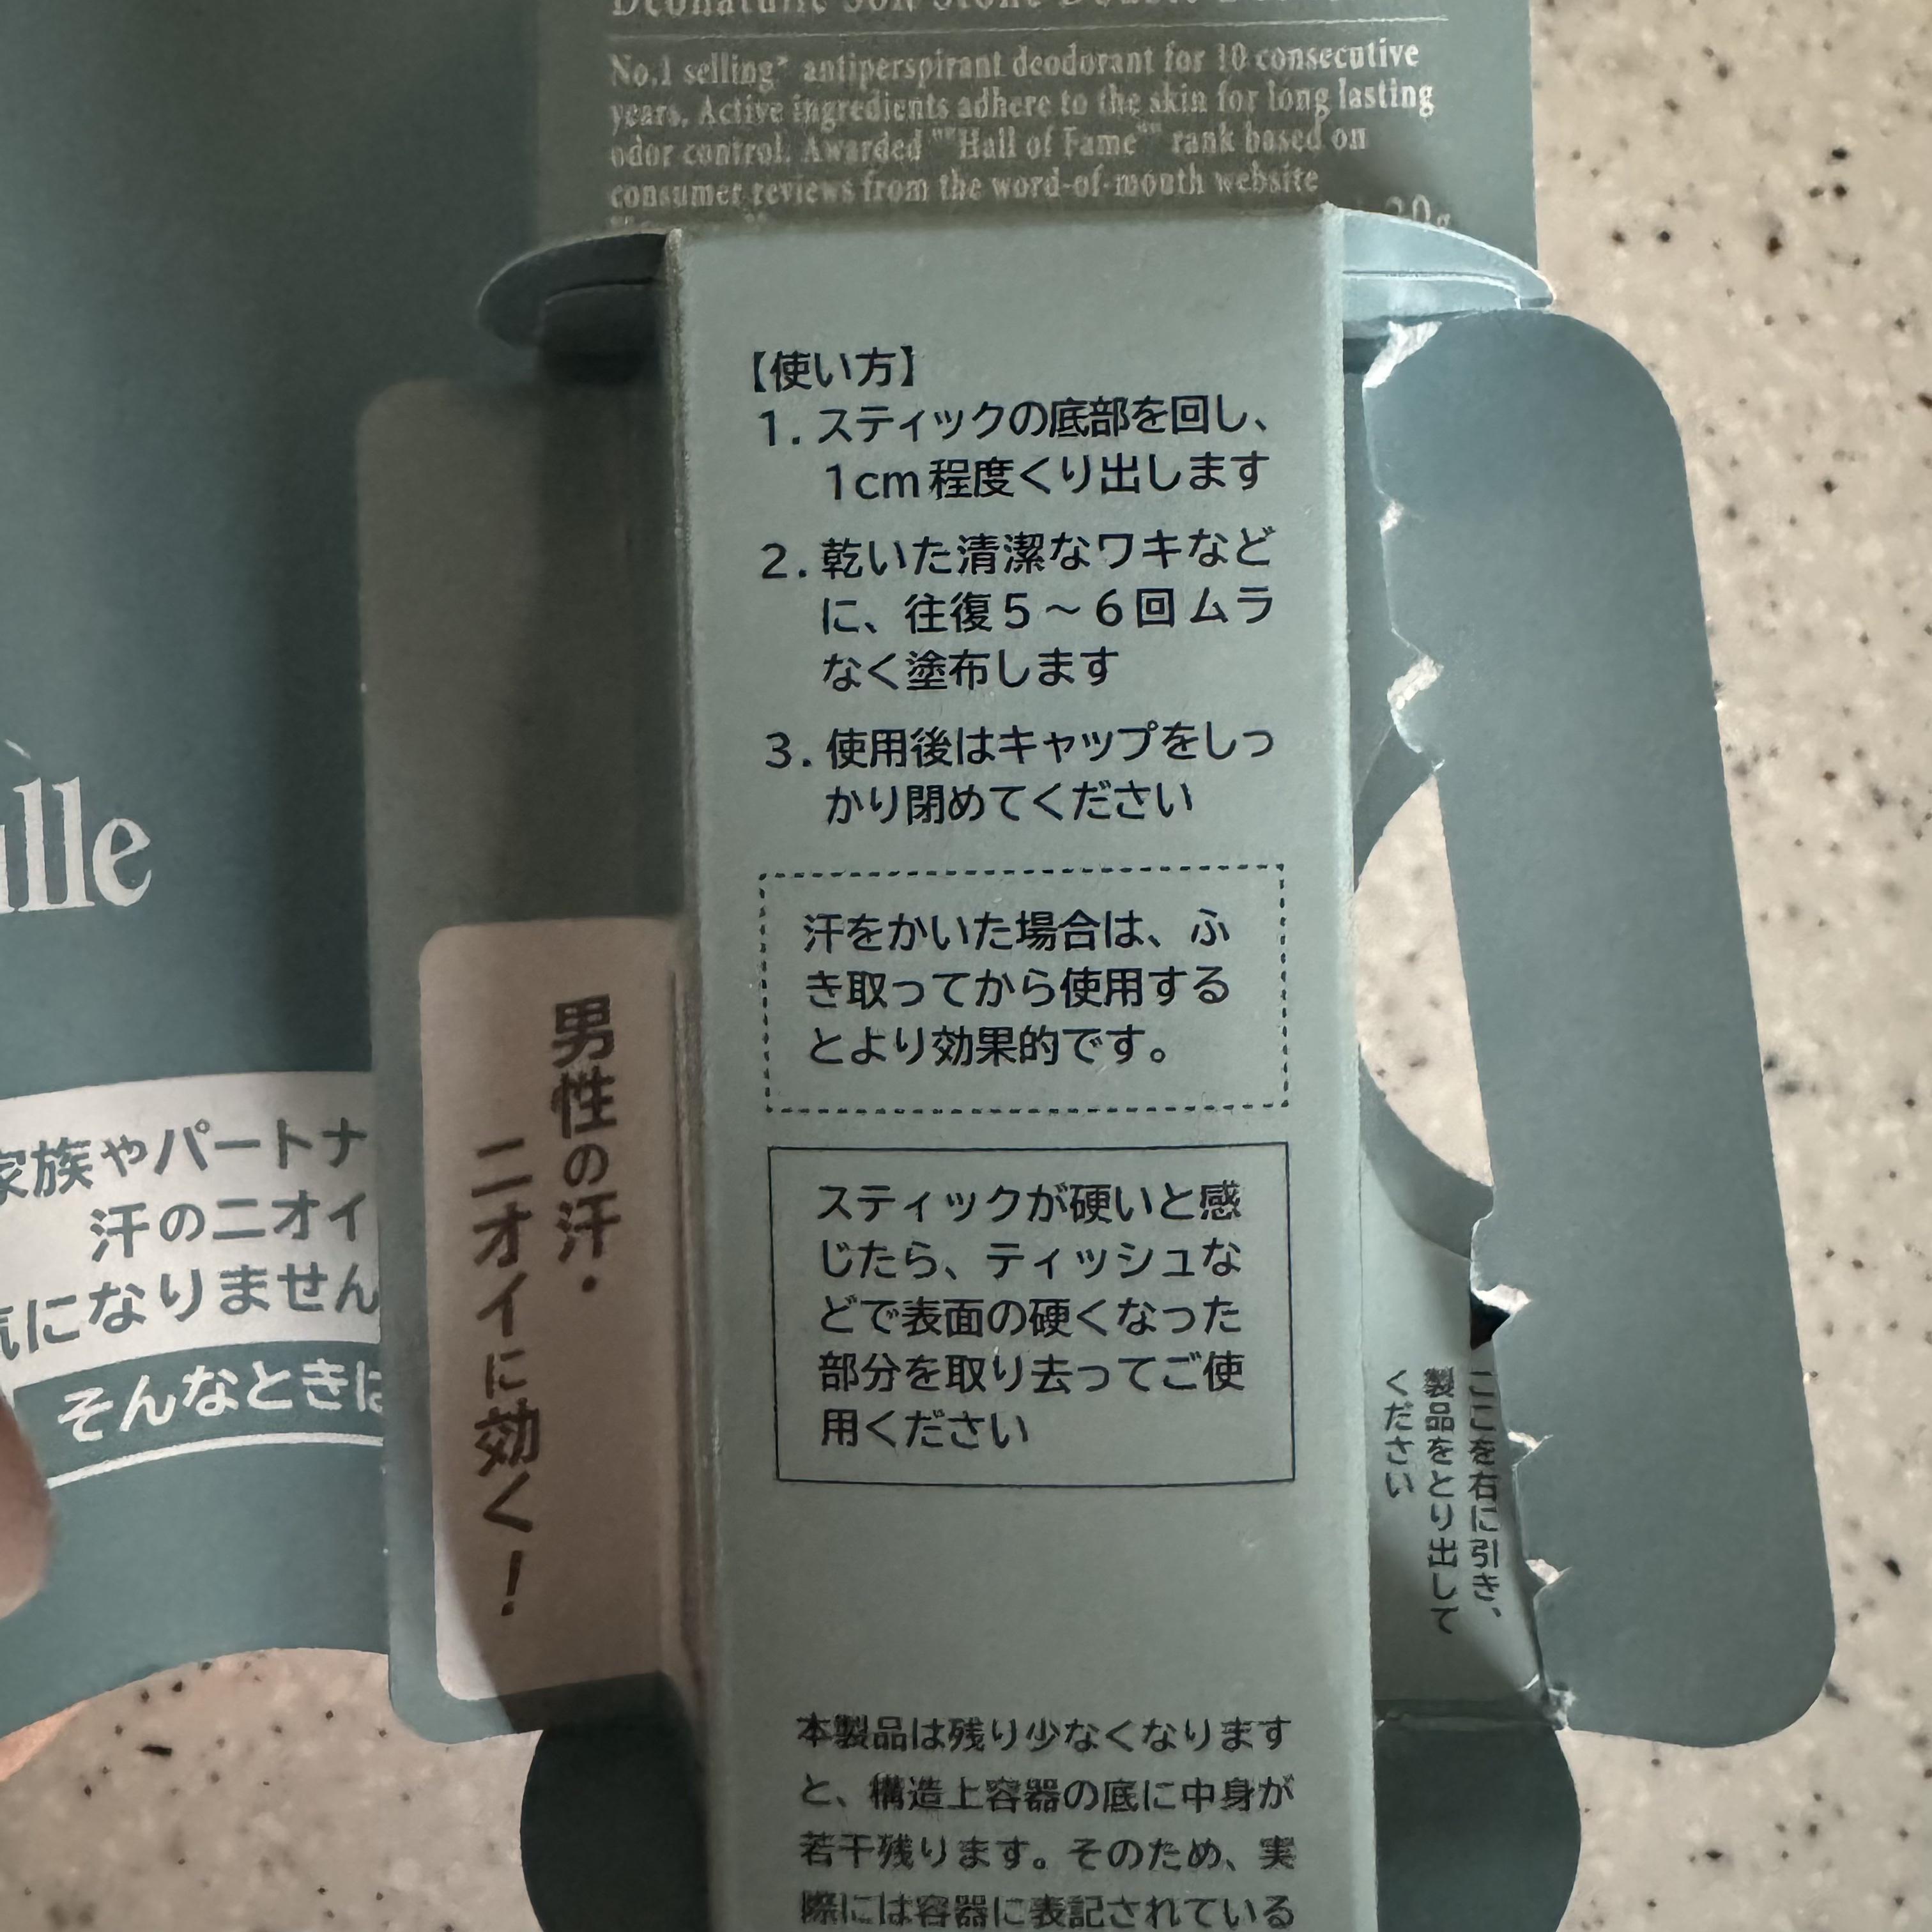 No.1 selling* antiperspirant deodorant for 10 consecutive
years. Active ingredients adhere to the skin for long lasting
odor control. Awarded ""Hall of Fame"" rank based on
consumer reviews from the word-of-mouth website
20g
【使い方】
1. スティックの底部を回し、
1cm程度くり出します
2. 乾いた清潔なワキなど
に、往復5〜6回ムラ
なく塗布します
3. 使用後はキャップをしっ
かり閉めてください
汗をかいた場合は、ふ
き取ってから使用する
とより効果的です。
スティックが硬いと感
じたら、ティッシュな
どで表面の硬くなった
部分を取り去ってご使
用ください
本製品は残り少なくなります
と、構造上容器の底に中身が
若干残ります。そのため、実
際には容器に表記されている
男性の汗・
ニオイに効く！
lle
家族やパートナ
汗のニオイ
気になりません
そんなときは
ここを右に引き、
製品をとり出して
ください